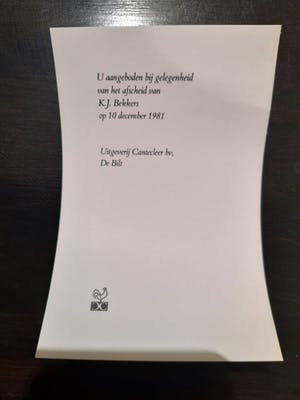 U aangeboden bij gelegenheid
van het afscheid van
K.J. Bekkers
op 10 december 1981
Uitgeverij Cantecleer bv,
De Bilt